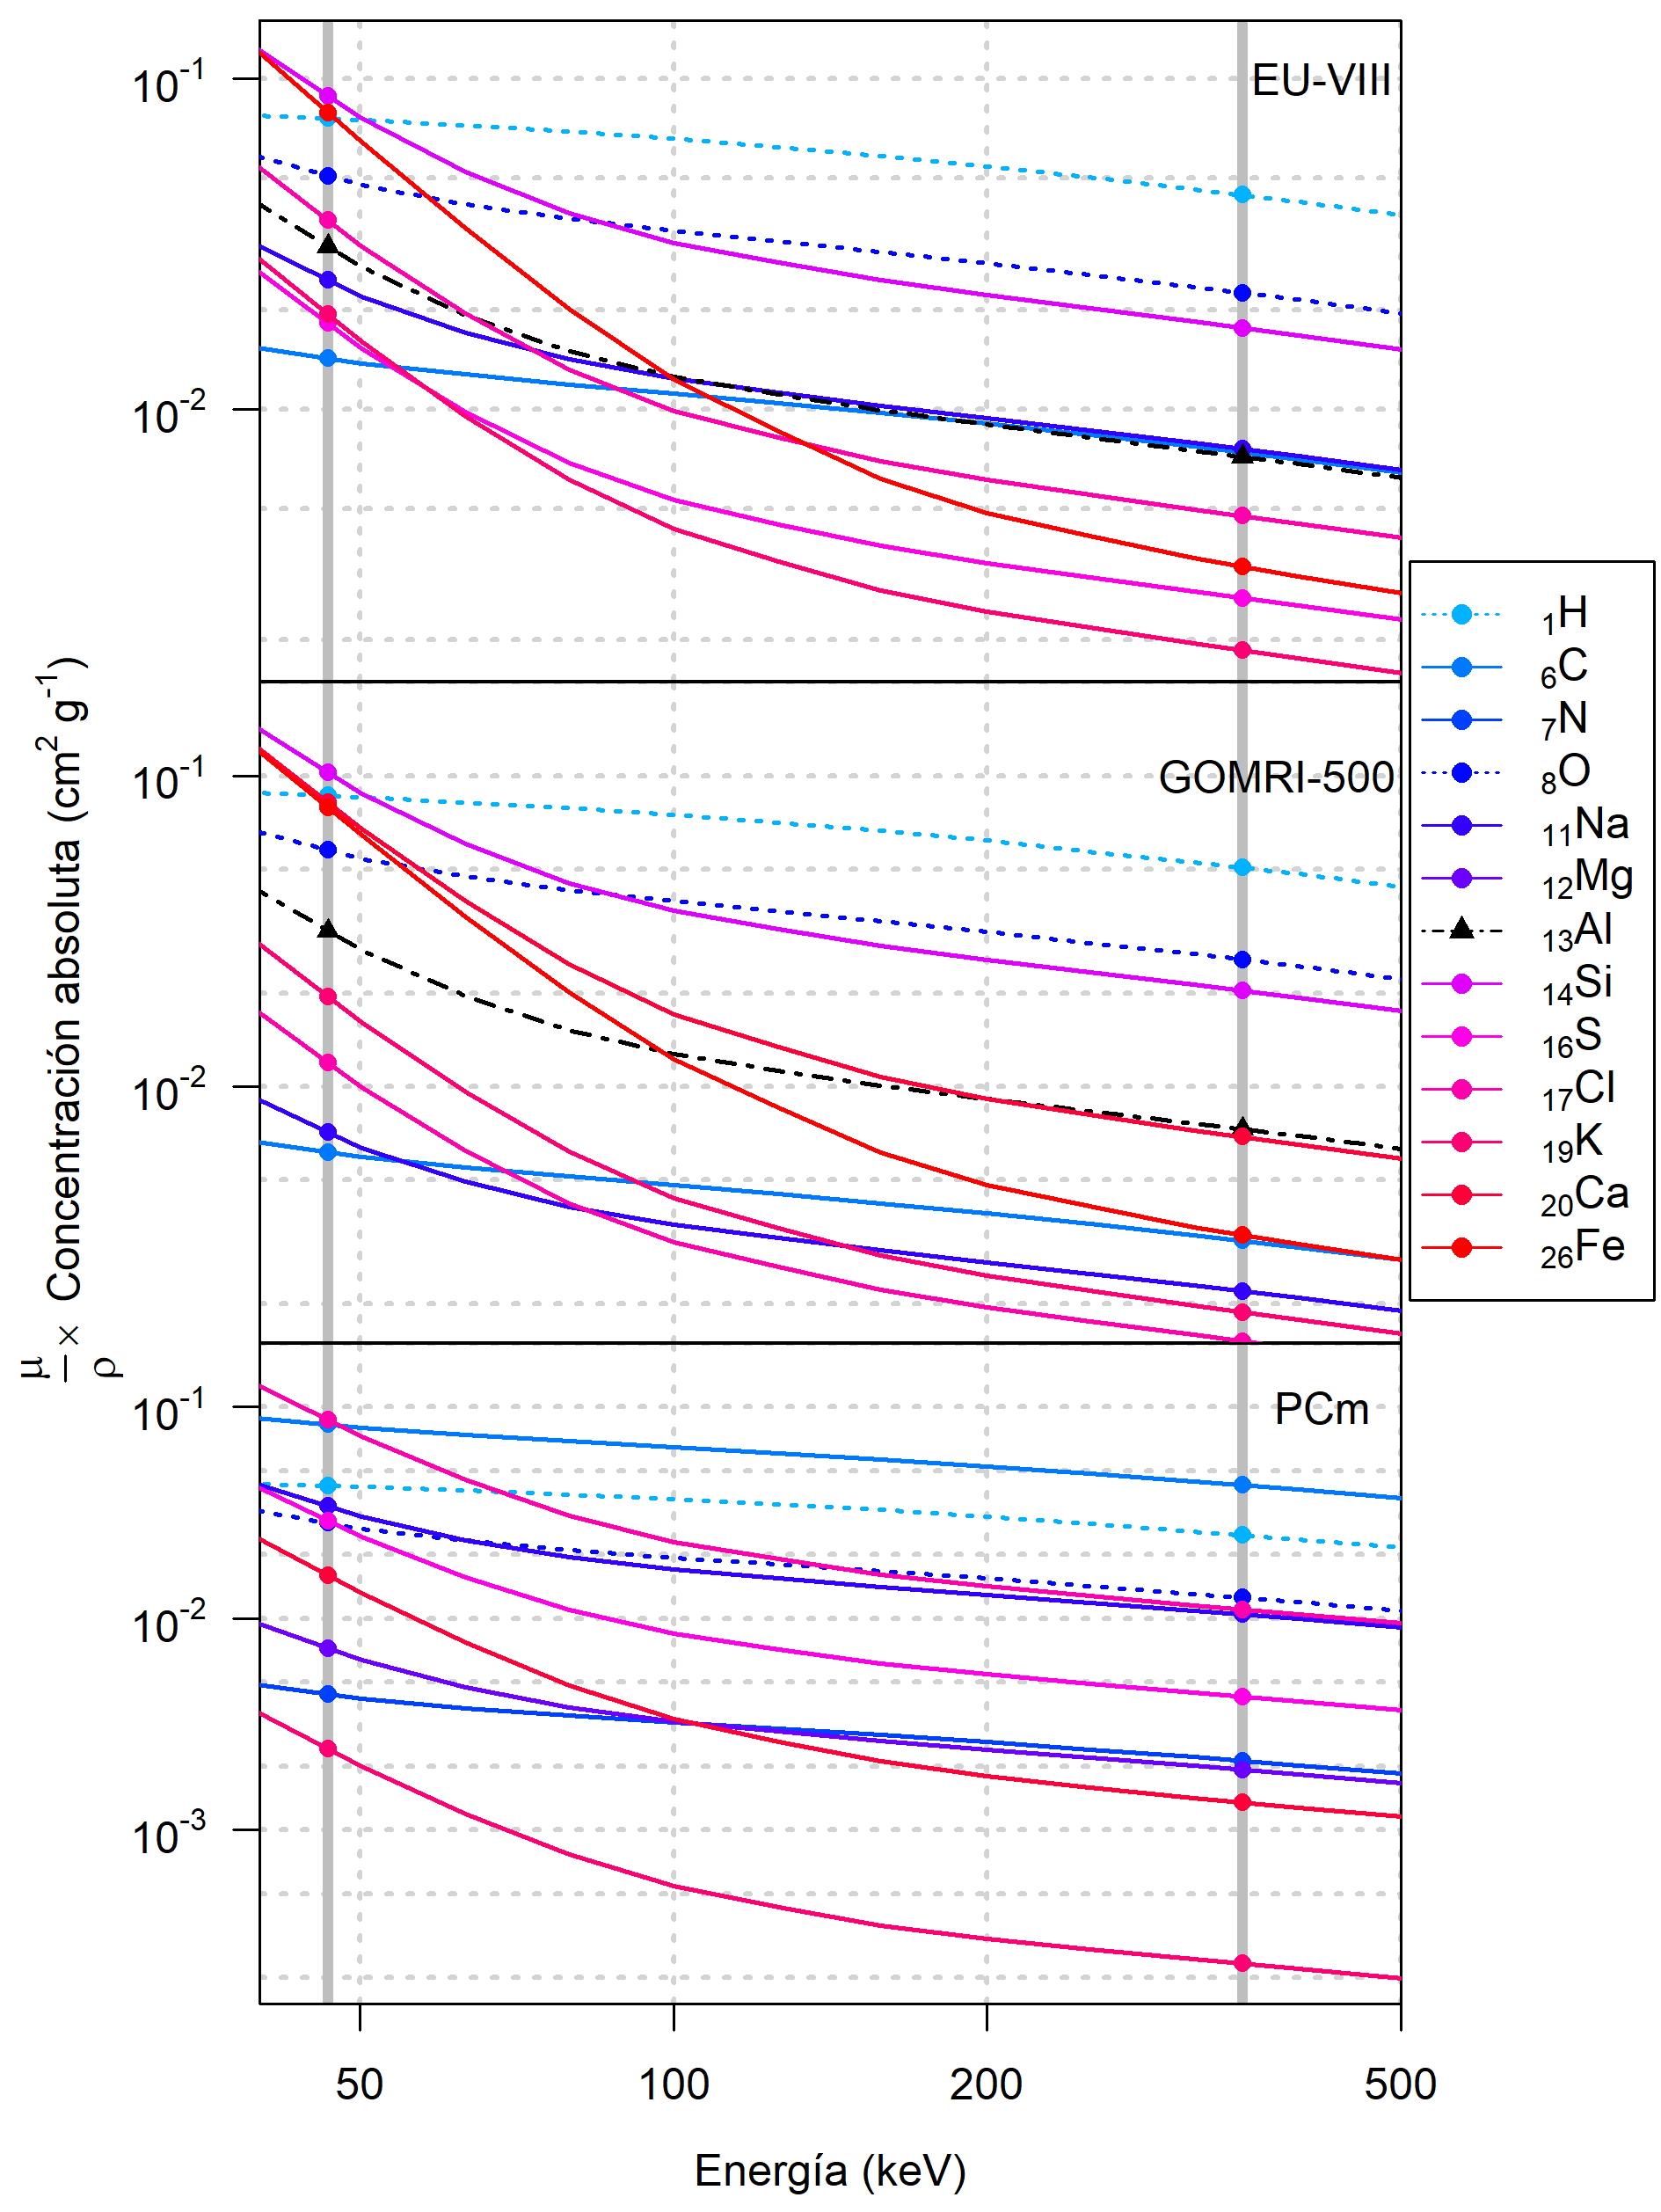 EU-VIII
10-1
10-2
GOMRI-500
10-1
10-2
PCm
10-1
10-2
10-3
50
100
200
500
Energía (keV)
μ/ρ × Concentración absoluta (cm2 g-1)
1H
6C
7N
8O
11Na
12Mg
13Al
14Si
16S
17Cl
19K
20Ca
26Fe